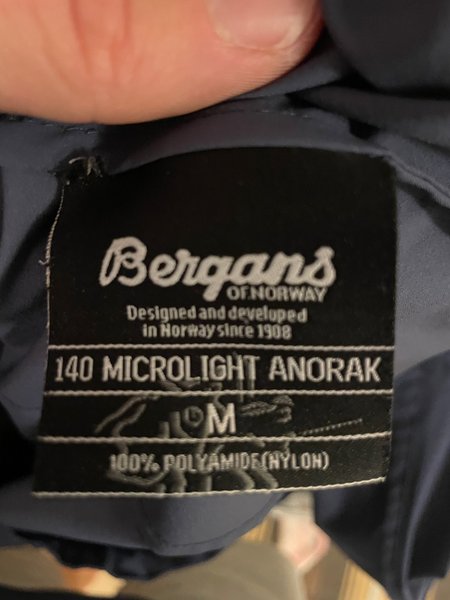 Bergans
OF NORWAY
Designed and developed
in Norway since 1908
140 MICROLIGHT ANORAK
M
100% POLYAMIDE (NYLON)